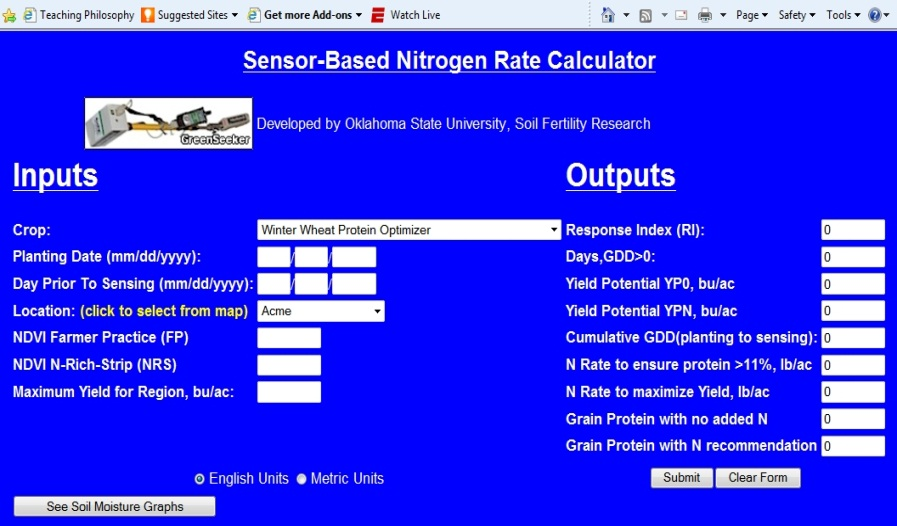 Teaching Philosophy Suggested Sites Get more Add-ons Watch Live Page Safety Tools
Sensor-Based Nitrogen Rate Calculator
GreenSeeker Developed by Oklahoma State University, Soil Fertility Research
Inputs
Crop: Winter Wheat Protein Optimizer
Planting Date (mm/dd/yyyy): / /
Day Prior To Sensing (mm/dd/yyyy): / /
Location: (click to select from map) Acme
NDVI Farmer Practice (FP)
NDVI N-Rich-Strip (NRS)
Maximum Yield for Region, bu/ac:
English Units Metric Units
See Soil Moisture Graphs
Outputs
Response Index (RI): 0
Days,GDD>0: 0
Yield Potential YP0, bu/ac 0
Yield Potential YPN, bu/ac 0
Cumulative GDD(planting to sensing): 0
N Rate to ensure protein >11%, lb/ac 0
N Rate to maximize Yield, lb/ac 0
Grain Protein with no added N 0
Grain Protein with N recommendation 0
Submit Clear Form